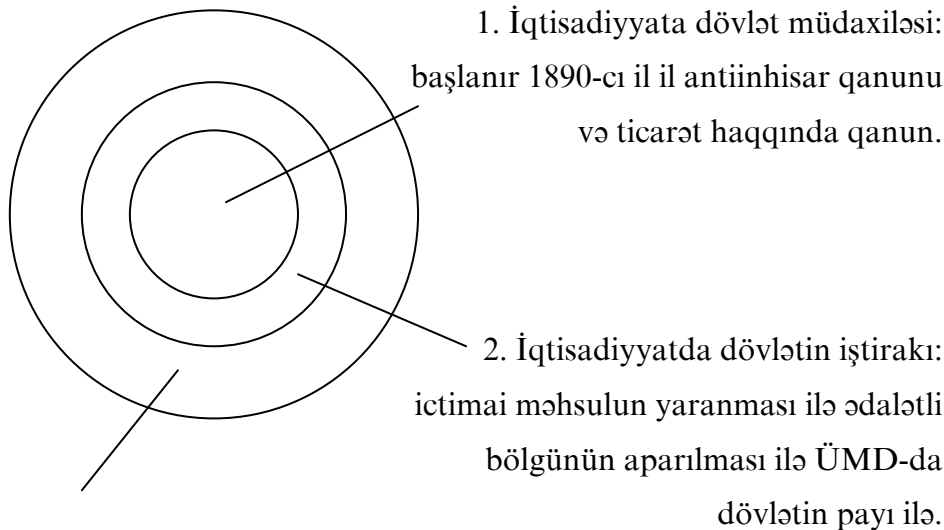 1. İqtisadiyyata dövlət müdaxiləsi:
başlanır 1890-cı il il antiinhisar qanunu
və ticarət haqqında qanun.
2. İqtisadiyyatda dövlətin iştirakı:
ictimai məhsulun yaranması ilə ədalətli
bölgünün aparılması ilə ÜMD-da
dövlətin payı ilə.